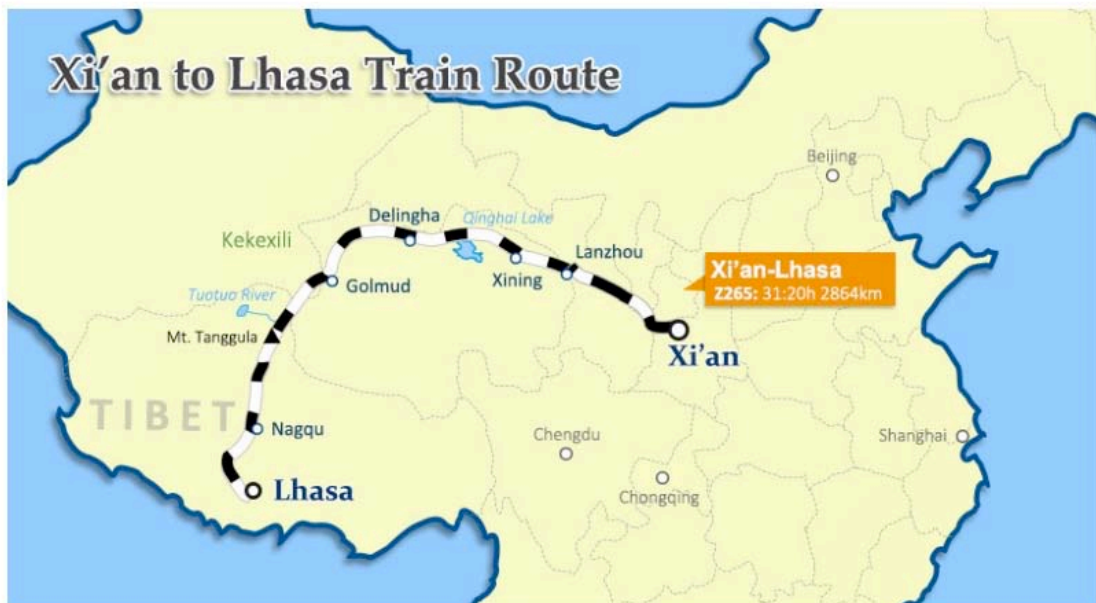 Xi'an to Lhasa Train Route
Beijing
Delingha
Qinghai Lake
Kekexili
Lanzhou
Xining
Golmud
Xi'an-Lhasa
Z265: 31:20h 2864km
Tuotuo River
Mt. Tanggula
Xi'an
TIBET
Nagqu
Chengdu
Shanghai
Chongqing
Lhasa